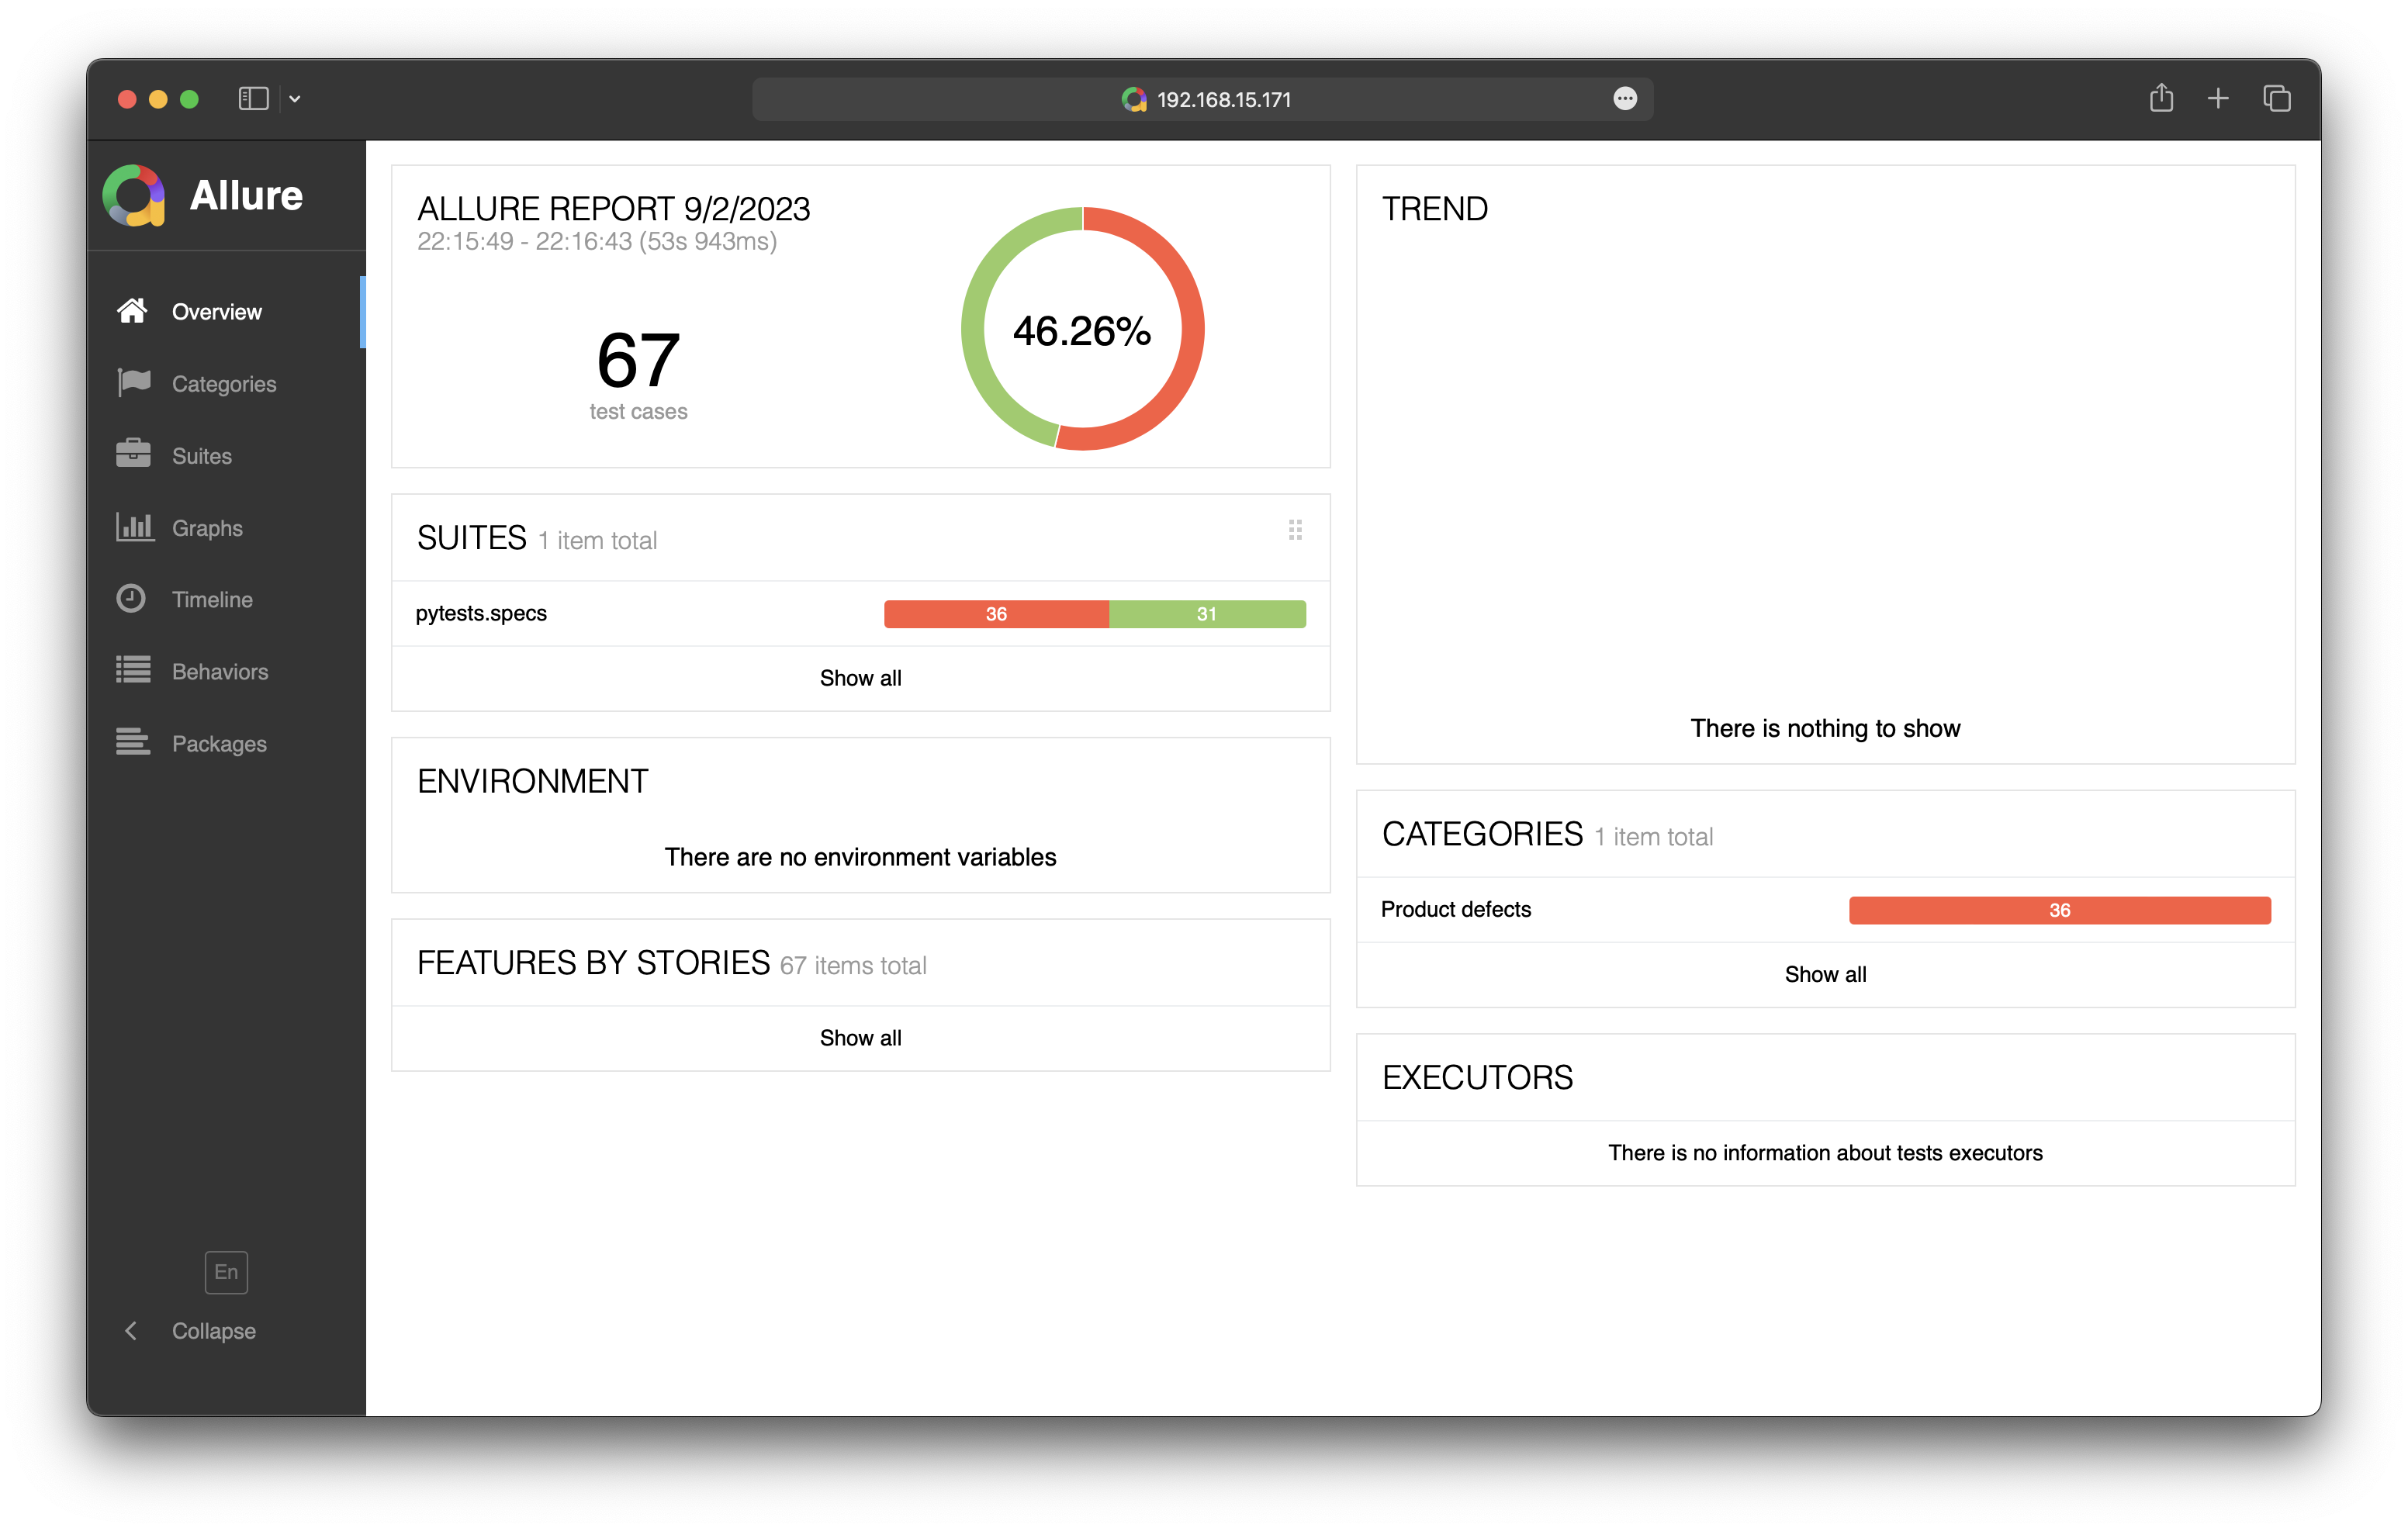 192.168.15.171
Allure
Overview
Categories
Suites
Graphs
Timeline
Behaviors
Packages
En
Collapse
ALLURE REPORT 9/2/2023
22:15:49 - 22:16:43 (53s 943ms)
67
test cases
46.26%
SUITES 1 item total
pytests.specs 36 31
Show all
ENVIRONMENT
There are no environment variables
FEATURES BY STORIES 67 items total
Show all
TREND
There is nothing to show
CATEGORIES 1 item total
Product defects 36
Show all
EXECUTORS
There is no information about tests executors